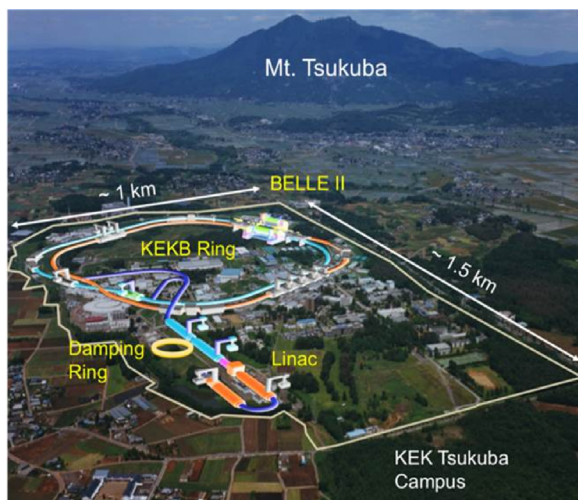 Mt. Tsukuba
~ 1 km
BELLE II
KEKB Ring
~ 1.5 km
Damping
Ring
Linac
KEK Tsukuba
Campus